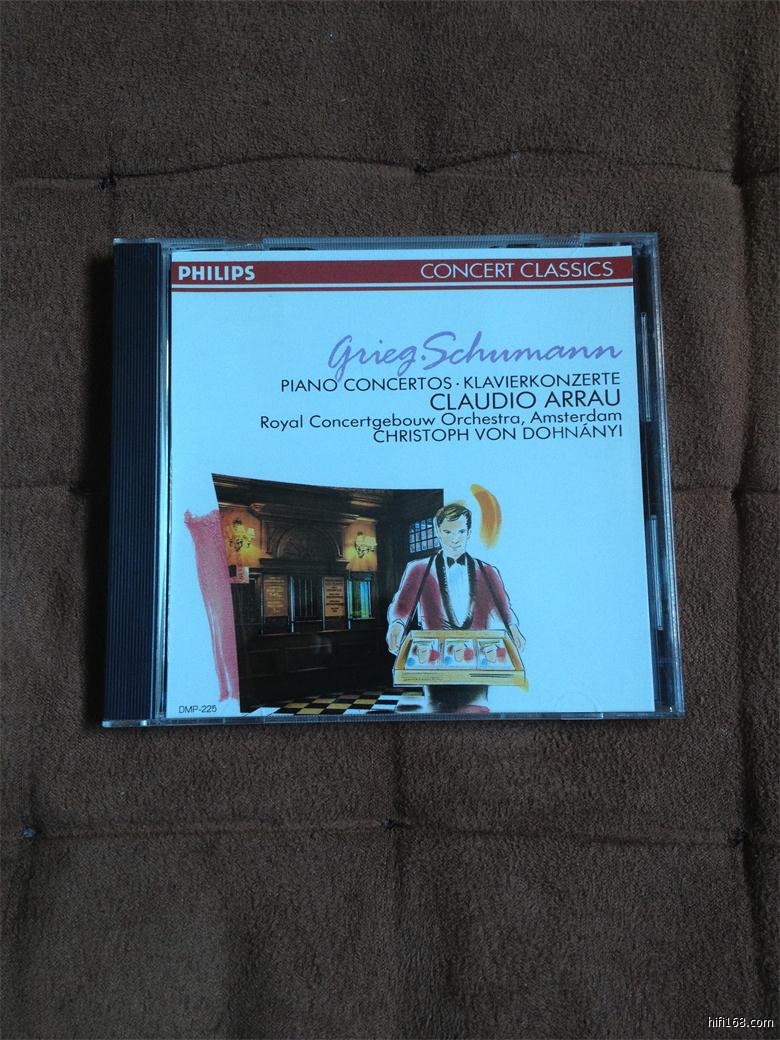 PHILIPS CONCERT CLASSICS
Grieg·Schumann
PIANO CONCERTOS · KLAVIERKONZERTE
CLAUDIO ARRAU
Royal Concertgebouw Orchestra, Amsterdam
CHRISTOPH VON DOHNÁNYI
DMP-225
hifi168.com